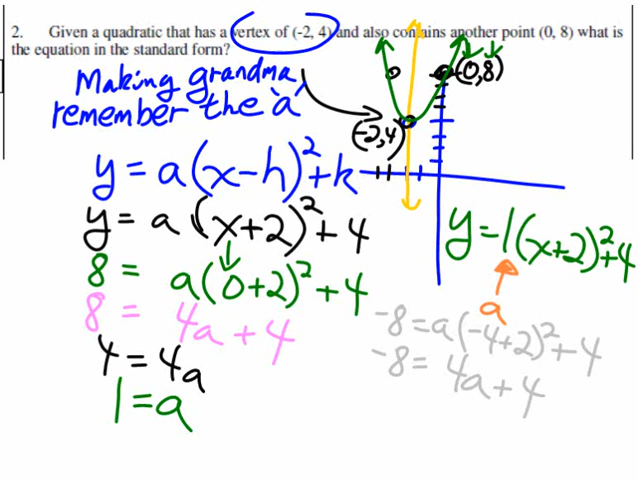 2. Given a quadratic that has a vertex of (-2, 4) and also contains another point (0, 8) what is
the equation in the standard form?
Making grandma,
remember the "a"
(0,8)
(-2,4)
y = a(x-h)²+k
y = a (x+2)²+4
y=1(x+2)²+4
8 = a(0+2)²+4
a
8 = 4a+4
-8=a(-4+2)²+4
4=4a
-8= 4a+4
1=a